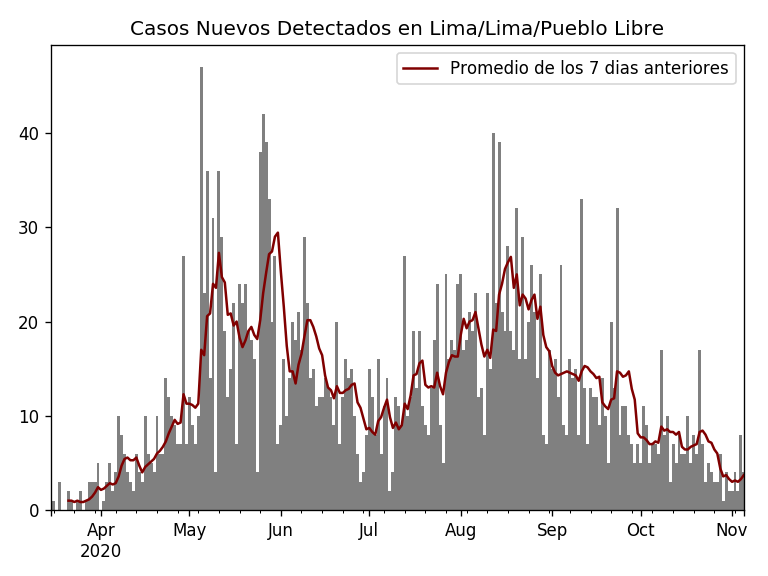 Casos Nuevos Detectados en Lima/Lima/Pueblo Libre
Promedio de los 7 dias anteriores
40
30
20
10
0
Apr May Jun Jul Aug Sep Oct Nov
2020